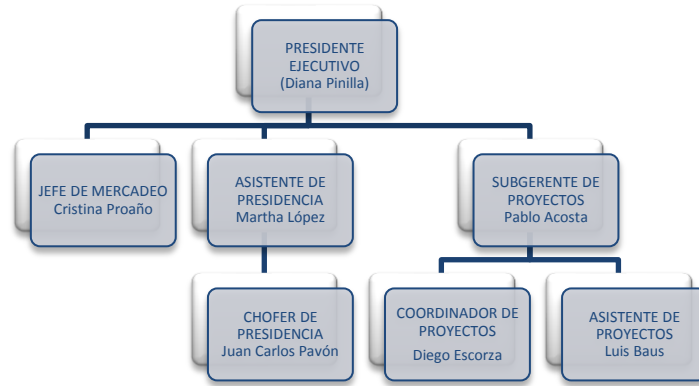 PRESIDENTE
EJECUTIVO
(Diana Pinilla)
JEFE DE MERCADEO
Cristina Proaño
ASISTENTE DE
PRESIDENCIA
Martha López
SUBGERENTE DE
PROYECTOS
Pablo Acosta
CHOFER DE
PRESIDENCIA
Juan Carlos Pavón
COORDINADOR DE
PROYECTOS
Diego Escorza
ASISTENTE DE
PROYECTOS
Luis Baus